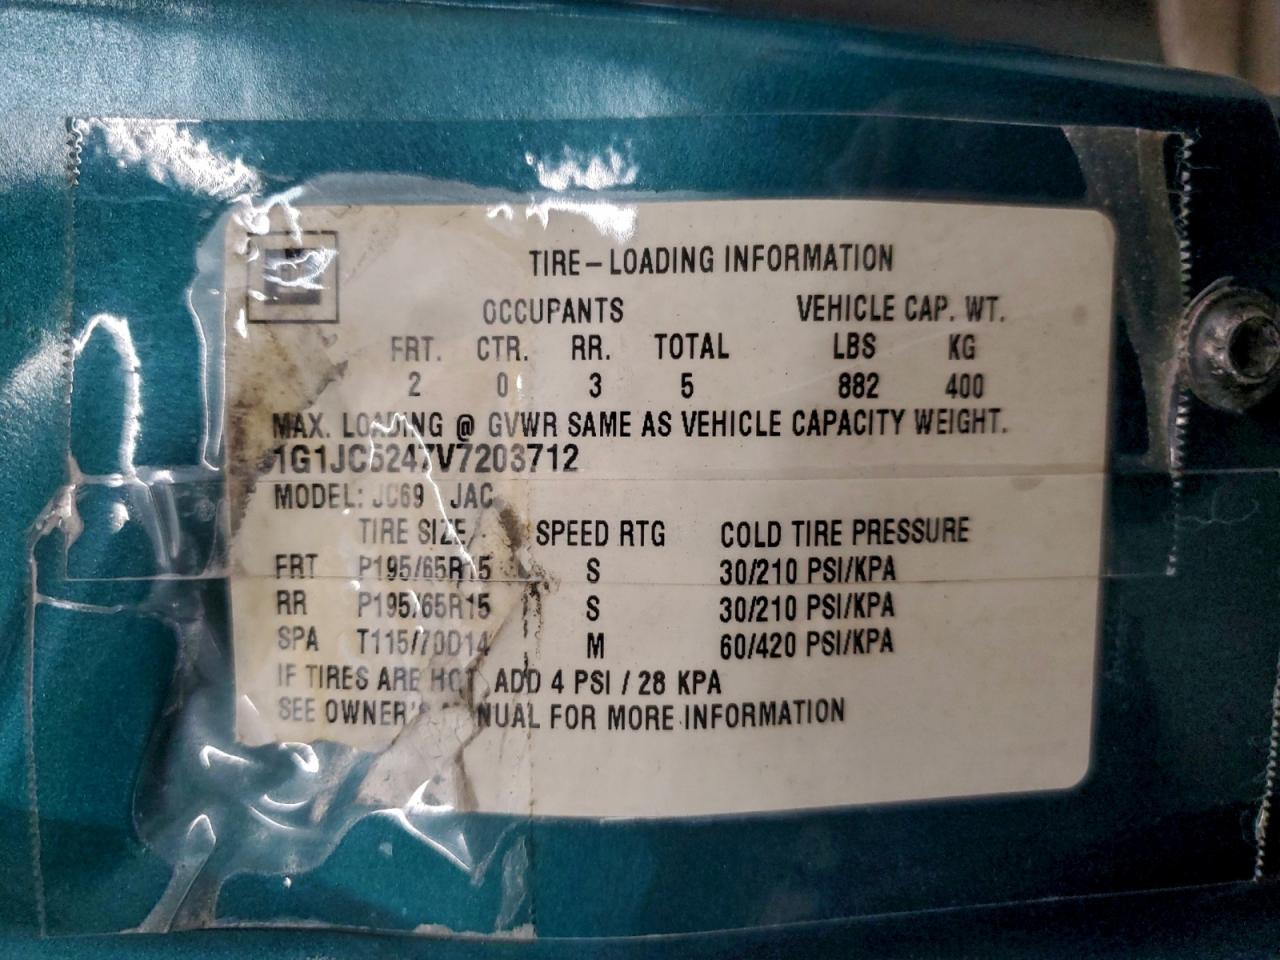 TIRE-LOADING INFORMATION
OCCUPANTS VEHICLE CAP. WT.
FRT. CTR. RR. TOTAL LBS KG
2 0 3 5 882 400
MAX. LOADING @ GVWR SAME AS VEHICLE CAPACITY WEIGHT.
1G1JC5247V7203712
MODEL: JC69 JAC
TIRE SIZE SPEED RTG COLD TIRE PRESSURE
FRT P195/65R15 S 30/210 PSI/KPA
RR P195/65R15 S 30/210 PSI/KPA
SPA T115/70D14 M 60/420 PSI/KPA
IF TIRES ARE HOT, ADD 4 PSI / 28 KPA
SEE OWNER'S MANUAL FOR MORE INFORMATION